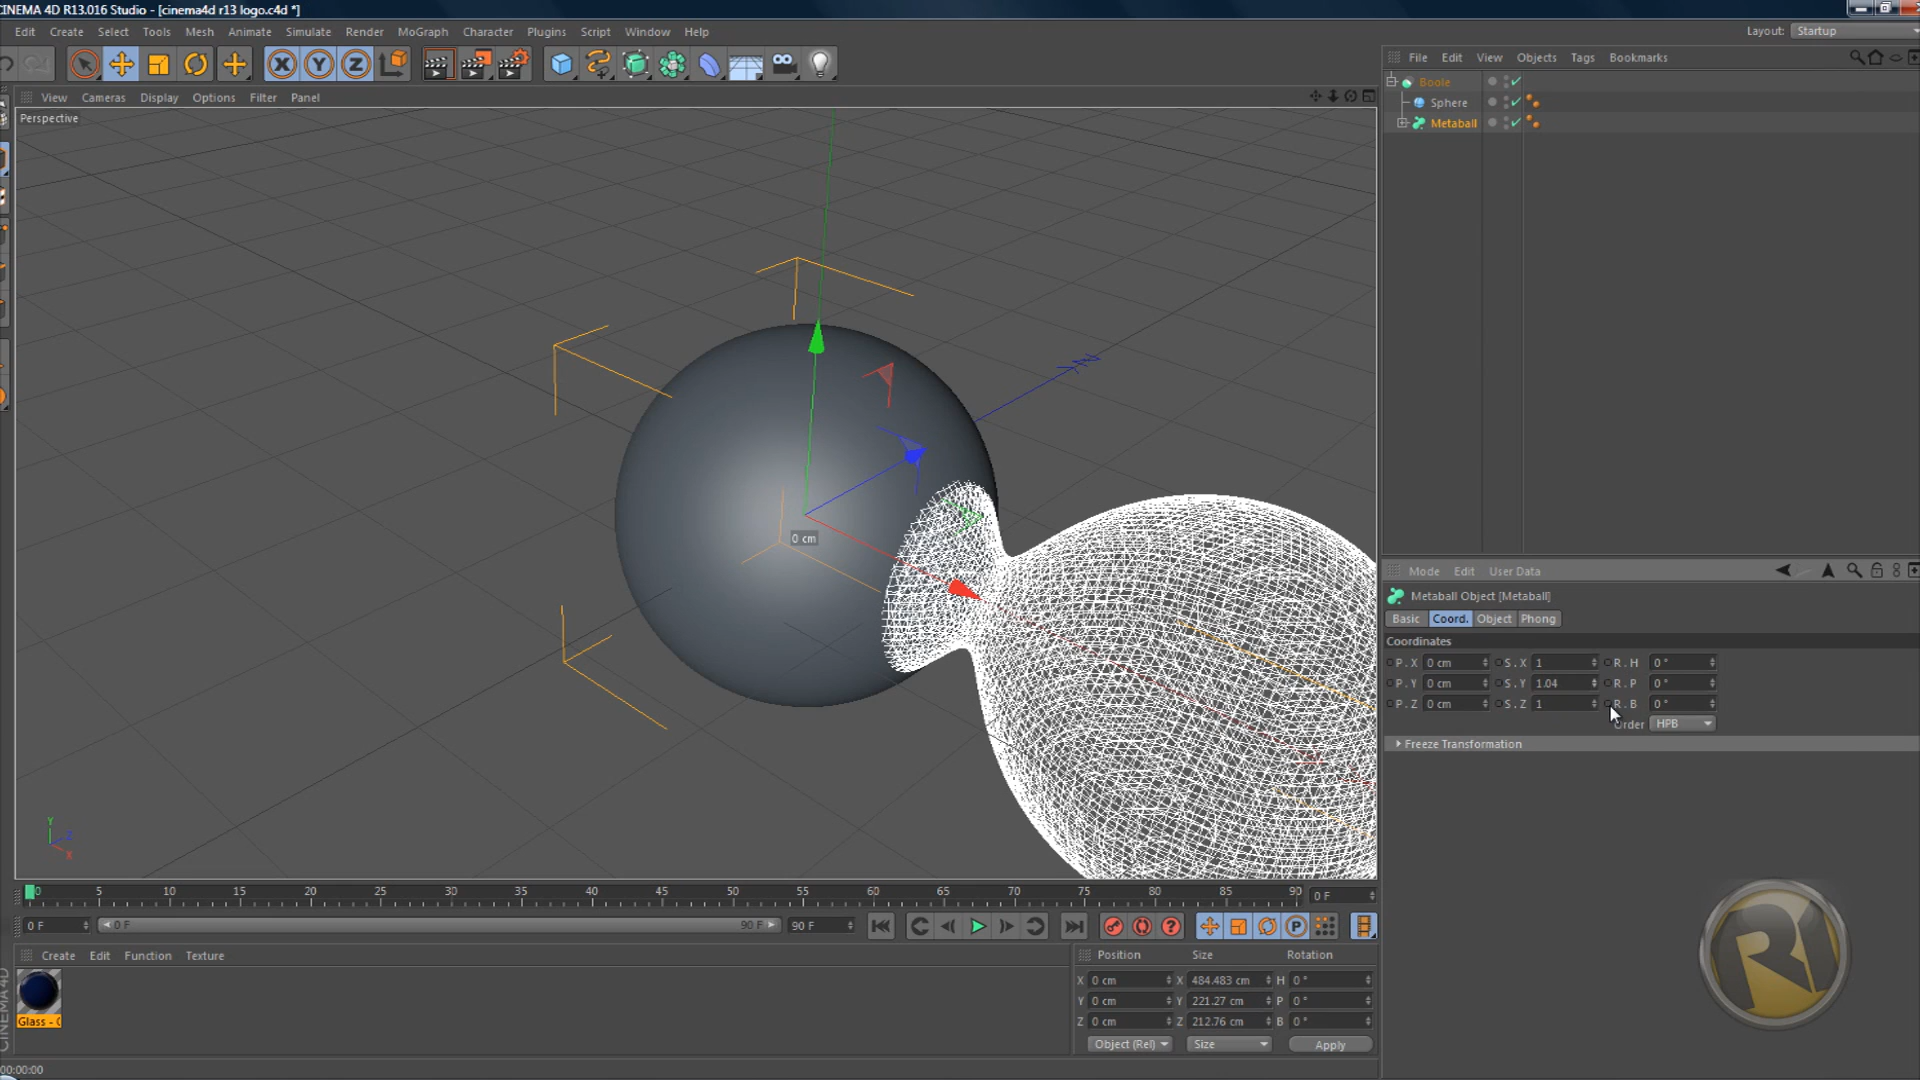 CINEMA 4D R13.016 Studio - [cinema4d r13 logo.c4d *]
Edit Create Select Tools Mesh Animate Simulate Render MoGraph Character Plugins Script Window Help
Layout: Startup
X Y Z
File Edit View Objects Tags Bookmarks
View Cameras Display Options Filter Panel
Perspective
Boole
Sphere
Metaball
0 cm
Y
Z
X
Mode Edit User Data
Metaball Object [Metaball]
Basic Coord. Object Phong
Coordinates
P . X 0 cm S . X 1 R . H 0 °
P . Y 0 cm S . Y 1.04 R . P 0 °
P . Z 0 cm S . Z 1 R . B 0 °
Order HPB
Freeze Transformation
0 5 10 15 20 25 30 35 40 45 50 55 60 65 70 75 80 85 90 0 F
0 F 0 F 90 F 90 F
P
Create Edit Function Texture
Position Size Rotation
X 0 cm X 484.483 cm H 0 °
Y 0 cm Y 221.27 cm P 0 °
Z 0 cm Z 212.76 cm B 0 °
Object (Rel) Size Apply
Glass -
CINEMA 4D
00:00:00